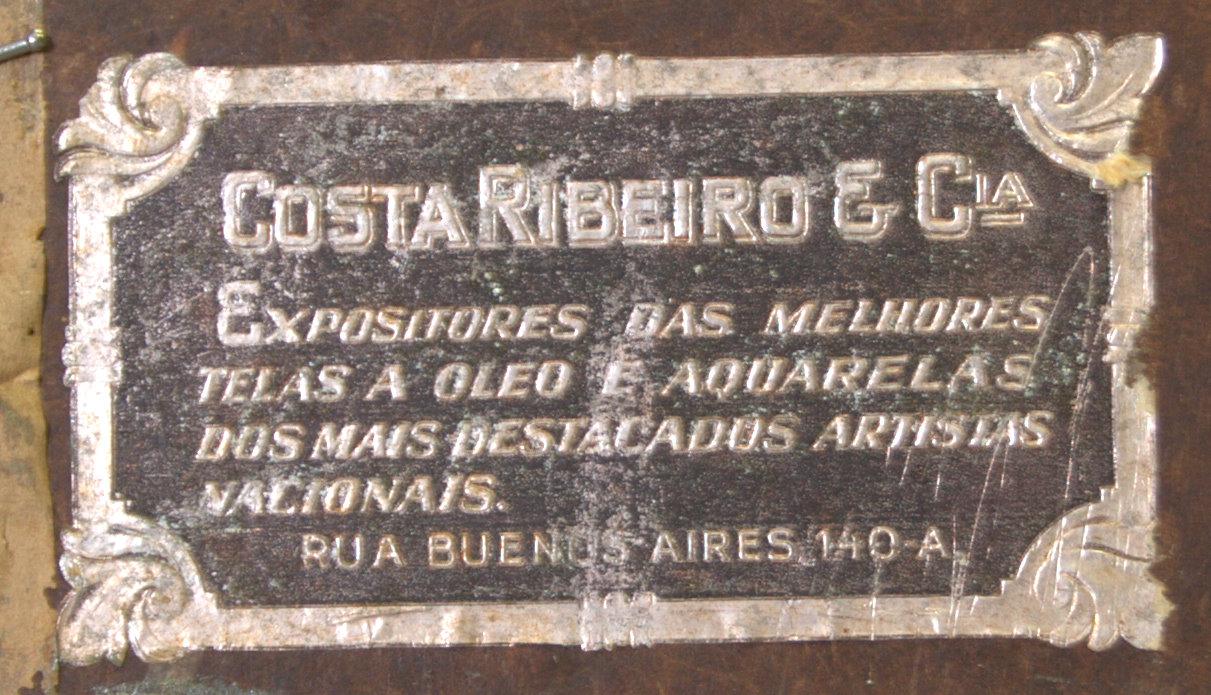 COSTA RIBEIRO & CIA
EXPOSITORES DAS MELHORES
TELAS A OLEO E AQUARELAS
DOS MAIS DESTACADOS ARTISTAS
NACIONAIS.
RUA BUENOS AIRES 140-A